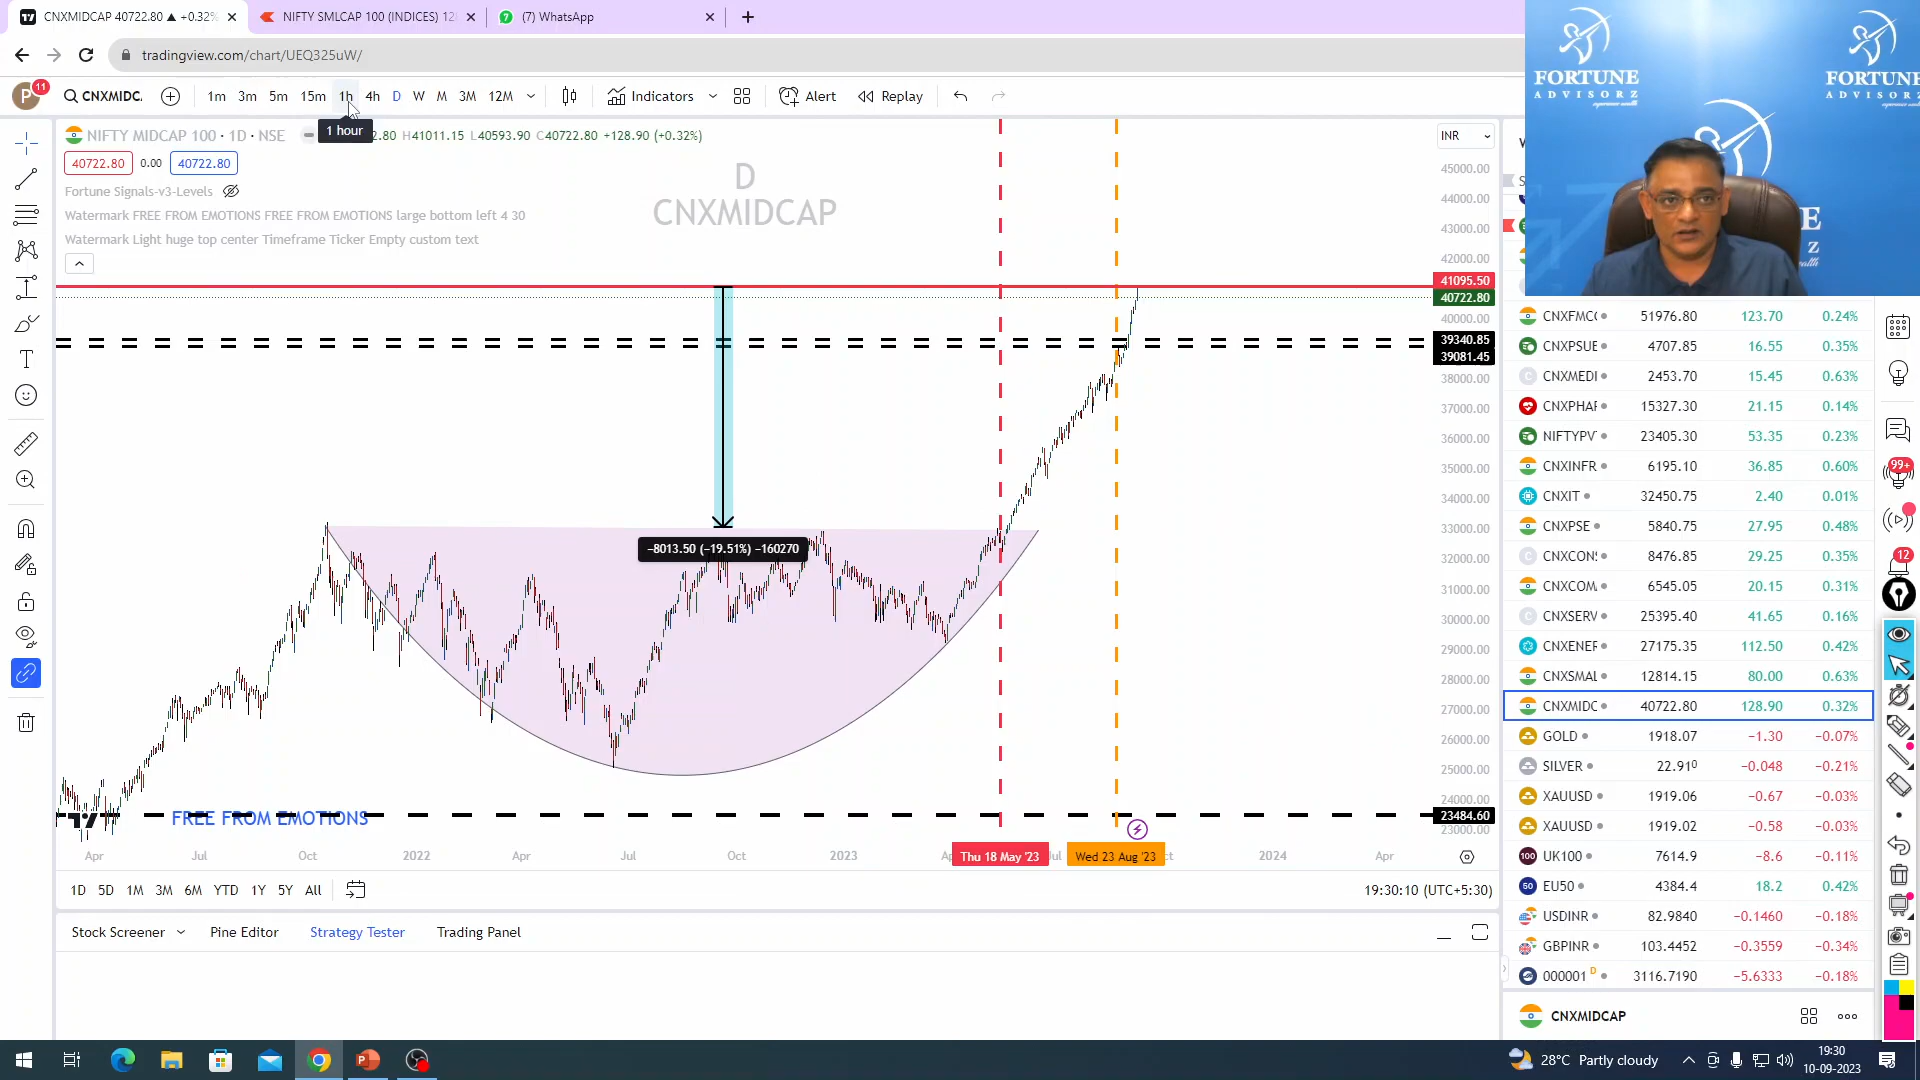 CNXMIDCAP 40722.80 ▲ +0.32%
NIFTY SMLCAP 100 (INDICES)
(7) WhatsApp
tradingview.com/chart/UEQ325uW/
FORTUNE
ADVISORZ
FORTUNE
ADVISORZ
P
11
CNXMIDC
1m 3m 5m 15m 1h 4h D W M 3M 12M
Indicators
Alert
Replay
1 hour
NIFTY MIDCAP 100 · 1D · NSE
H41011.15 L40593.90 C40722.80 +128.90 (+0.32%)
INR
40722.80 0.00 40722.80
Fortune Signals-v3-Levels
Watermark FREE FROM EMOTIONS FREE FROM EMOTIONS large bottom left 4 30
Watermark Light huge top center Timeframe Ticker Empty custom text
D
CNXMIDCAP
45000.00
44000.00
43000.00
42000.00
41095.50
40722.80
40000.00
39340.85
39081.45
38000.00
37000.00
36000.00
35000.00
34000.00
33000.00
32000.00
31000.00
30000.00
29000.00
28000.00
27000.00
26000.00
25000.00
24000.00
23484.60
23000.00
−8013.50 (−19.51%) −160270
FREE FROM EMOTIONS
Apr Jul Oct 2022 Apr Jul Oct 2023 Thu 18 May '23 Wed 23 Aug '23 2024 Apr
1D 5D 1M 3M 6M YTD 1Y 5Y All
19:30:10 (UTC+5:30)
Stock Screener Pine Editor Strategy Tester Trading Panel
CNXFMC 51976.80 123.70 0.24%
CNXPSUE 4707.85 16.55 0.35%
CNXMEDI 2453.70 15.45 0.63%
CNXPHAF 15327.30 21.15 0.14%
NIFTYPV 23405.30 53.35 0.23%
CNXINFR 6195.10 36.85 0.60%
CNXIT 32450.75 2.40 0.01%
CNXPSE 5840.75 27.95 0.48%
CNXCON 8476.85 29.25 0.35%
CNXCOM 6545.05 20.15 0.31%
CNXSERV 25395.40 41.65 0.16%
CNXENEF 27175.35 112.50 0.42%
CNXSMAL 12814.15 80.00 0.63%
CNXMIDC 40722.80 128.90 0.32%
GOLD 1918.07 −1.30 −0.07%
SILVER 22.91⁰ −0.048 −0.21%
XAUUSD 1919.06 −0.67 −0.03%
XAUUSD 1919.02 −0.58 −0.03%
100 UK100 7614.9 −8.6 −0.11%
50 EU50 4384.4 18.2 0.42%
USDINR 82.9840 −0.1460 −0.18%
GBPINR 103.4452 −0.3559 −0.34%
000001 D 3116.7190 −5.6333 −0.18%
CNXMIDCAP
99+
12
28°C Partly cloudy
19:30
10-09-2023